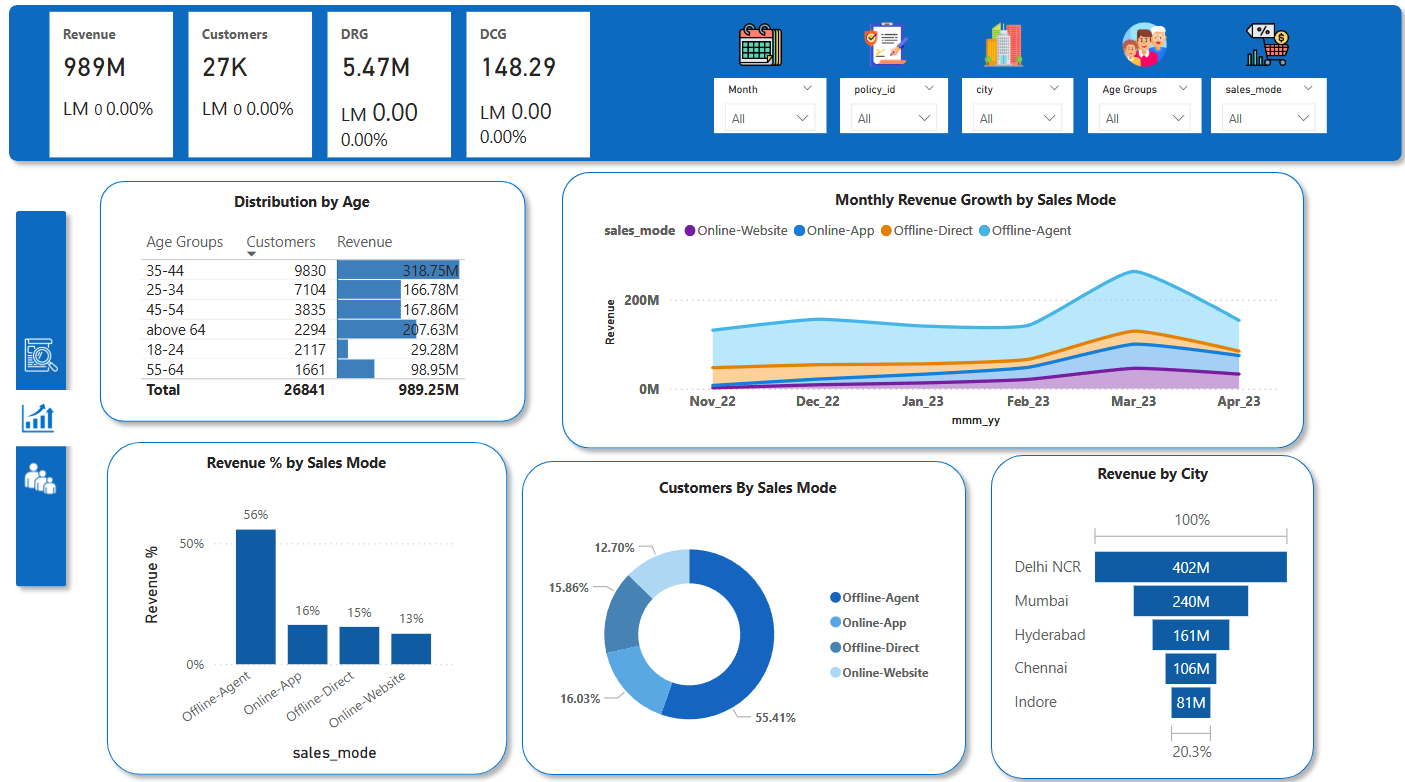 Revenue
989M
LM 0 0.00%
Customers
27K
LM 0 0.00%
DRG
5.47M
LM 0.00
0.00%
DCG
148.29
LM 0.00
0.00%
Month
All
policy_id
All
city
All
Age Groups
All
sales_mode
All
Distribution by Age
Age Groups Customers Revenue
35-44 9830 318.75M
25-34 7104 166.78M
45-54 3835 167.86M
above 64 2294 207.63M
18-24 2117 29.28M
55-64 1661 98.95M
Total 26841 989.25M
Monthly Revenue Growth by Sales Mode
sales_mode Online-Website Online-App Offline-Direct Offline-Agent
Revenue
200M
0M
Nov_22 Dec_22 Jan_23 Feb_23 Mar_23 Apr_23
mmm_yy
Revenue % by Sales Mode
Revenue %
50%
0%
56%
16%
15%
13%
Offline-Agent
Online-App
Offline-Direct
Online-Website
sales_mode
Customers By Sales Mode
12.70%
15.86%
16.03%
55.41%
Offline-Agent
Online-App
Offline-Direct
Online-Website
Revenue by City
100%
Delhi NCR 402M
Mumbai 240M
Hyderabad 161M
Chennai 106M
Indore 81M
20.3%